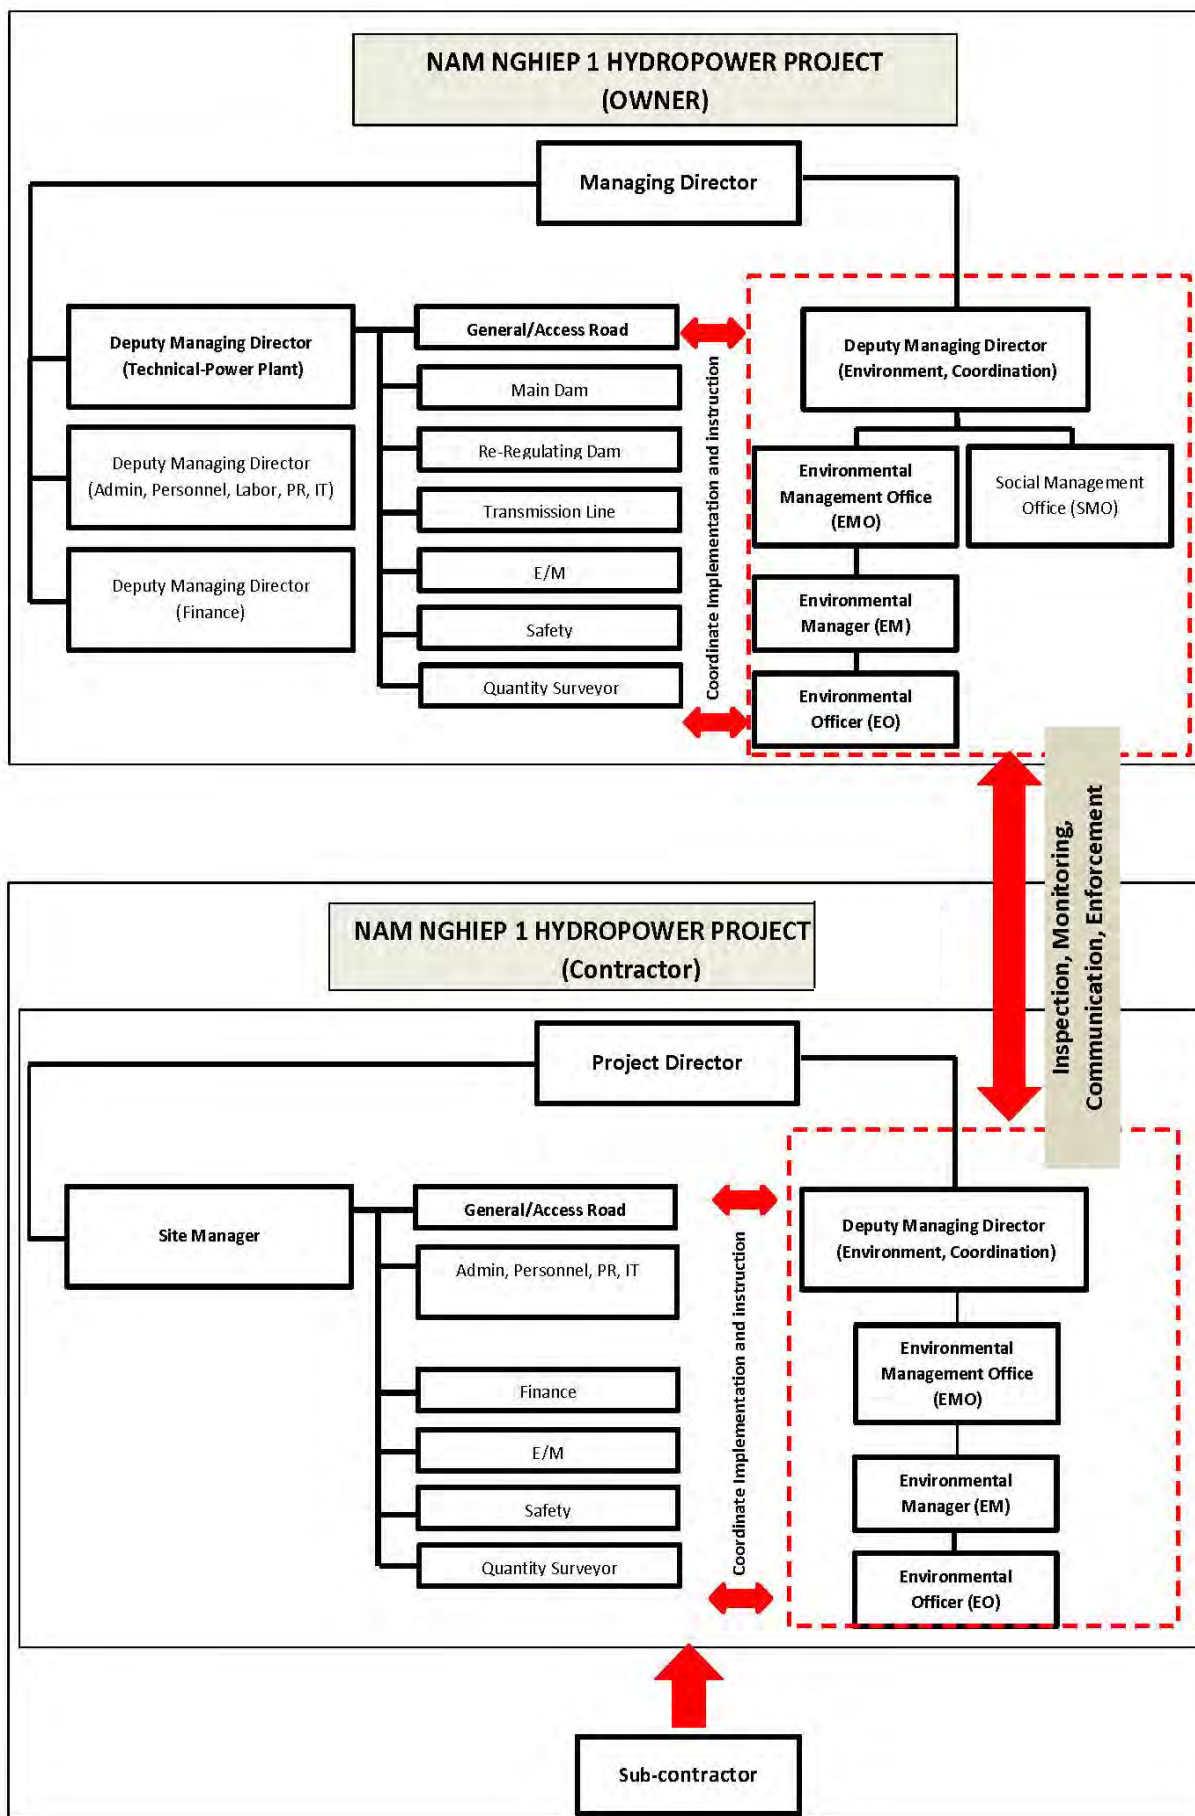 NAM NGHIEP 1 HYDROPOWER PROJECT
(OWNER)
Managing Director
Deputy Managing Director
(Technical-Power Plant)
Deputy Managing Director
(Admin, Personnel, Labor, PR, IT)
Deputy Managing Director
(Finance)
General/Access Road
Main Dam
Re-Regulating Dam
Transmission Line
E/M
Safety
Quantity Surveyor
Coordinate Implementation and instruction
Deputy Managing Director
(Environment, Coordination)
Environmental
Management Office
(EMO)
Social Management
Office (SMO)
Environmental
Manager (EM)
Environmental
Officer (EO)
Inspection, Monitoring,
Communication, Enforcement
NAM NGHIEP 1 HYDROPOWER PROJECT
(Contractor)
Project Director
Site Manager
General/Access Road
Admin, Personnel, PR, IT
Finance
E/M
Safety
Quantity Surveyor
Coordinate Implementation and instruction
Deputy Managing Director
(Environment, Coordination)
Environmental
Management Office
(EMO)
Environmental
Manager (EM)
Environmental
Officer (EO)
Sub-contractor